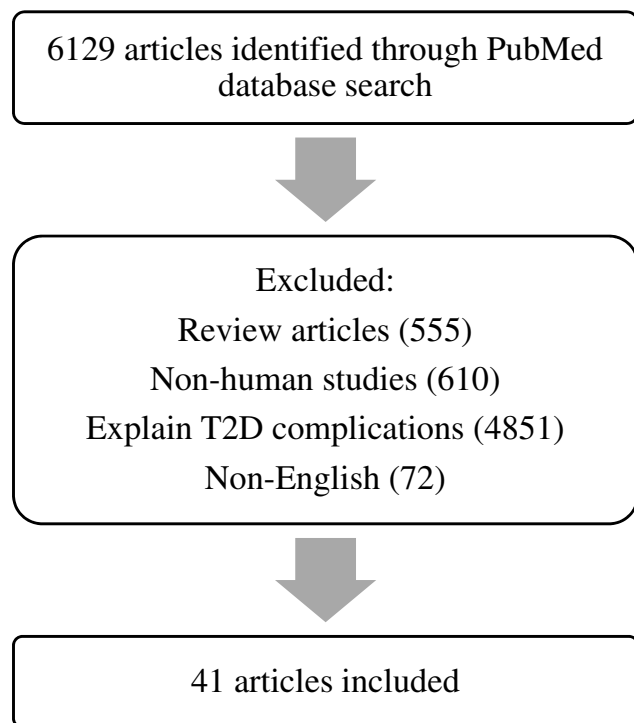 6129 articles identified through PubMed
database search
Excluded:
Review articles (555)
Non-human studies (610)
Explain T2D complications (4851)
Non-English (72)
41 articles included